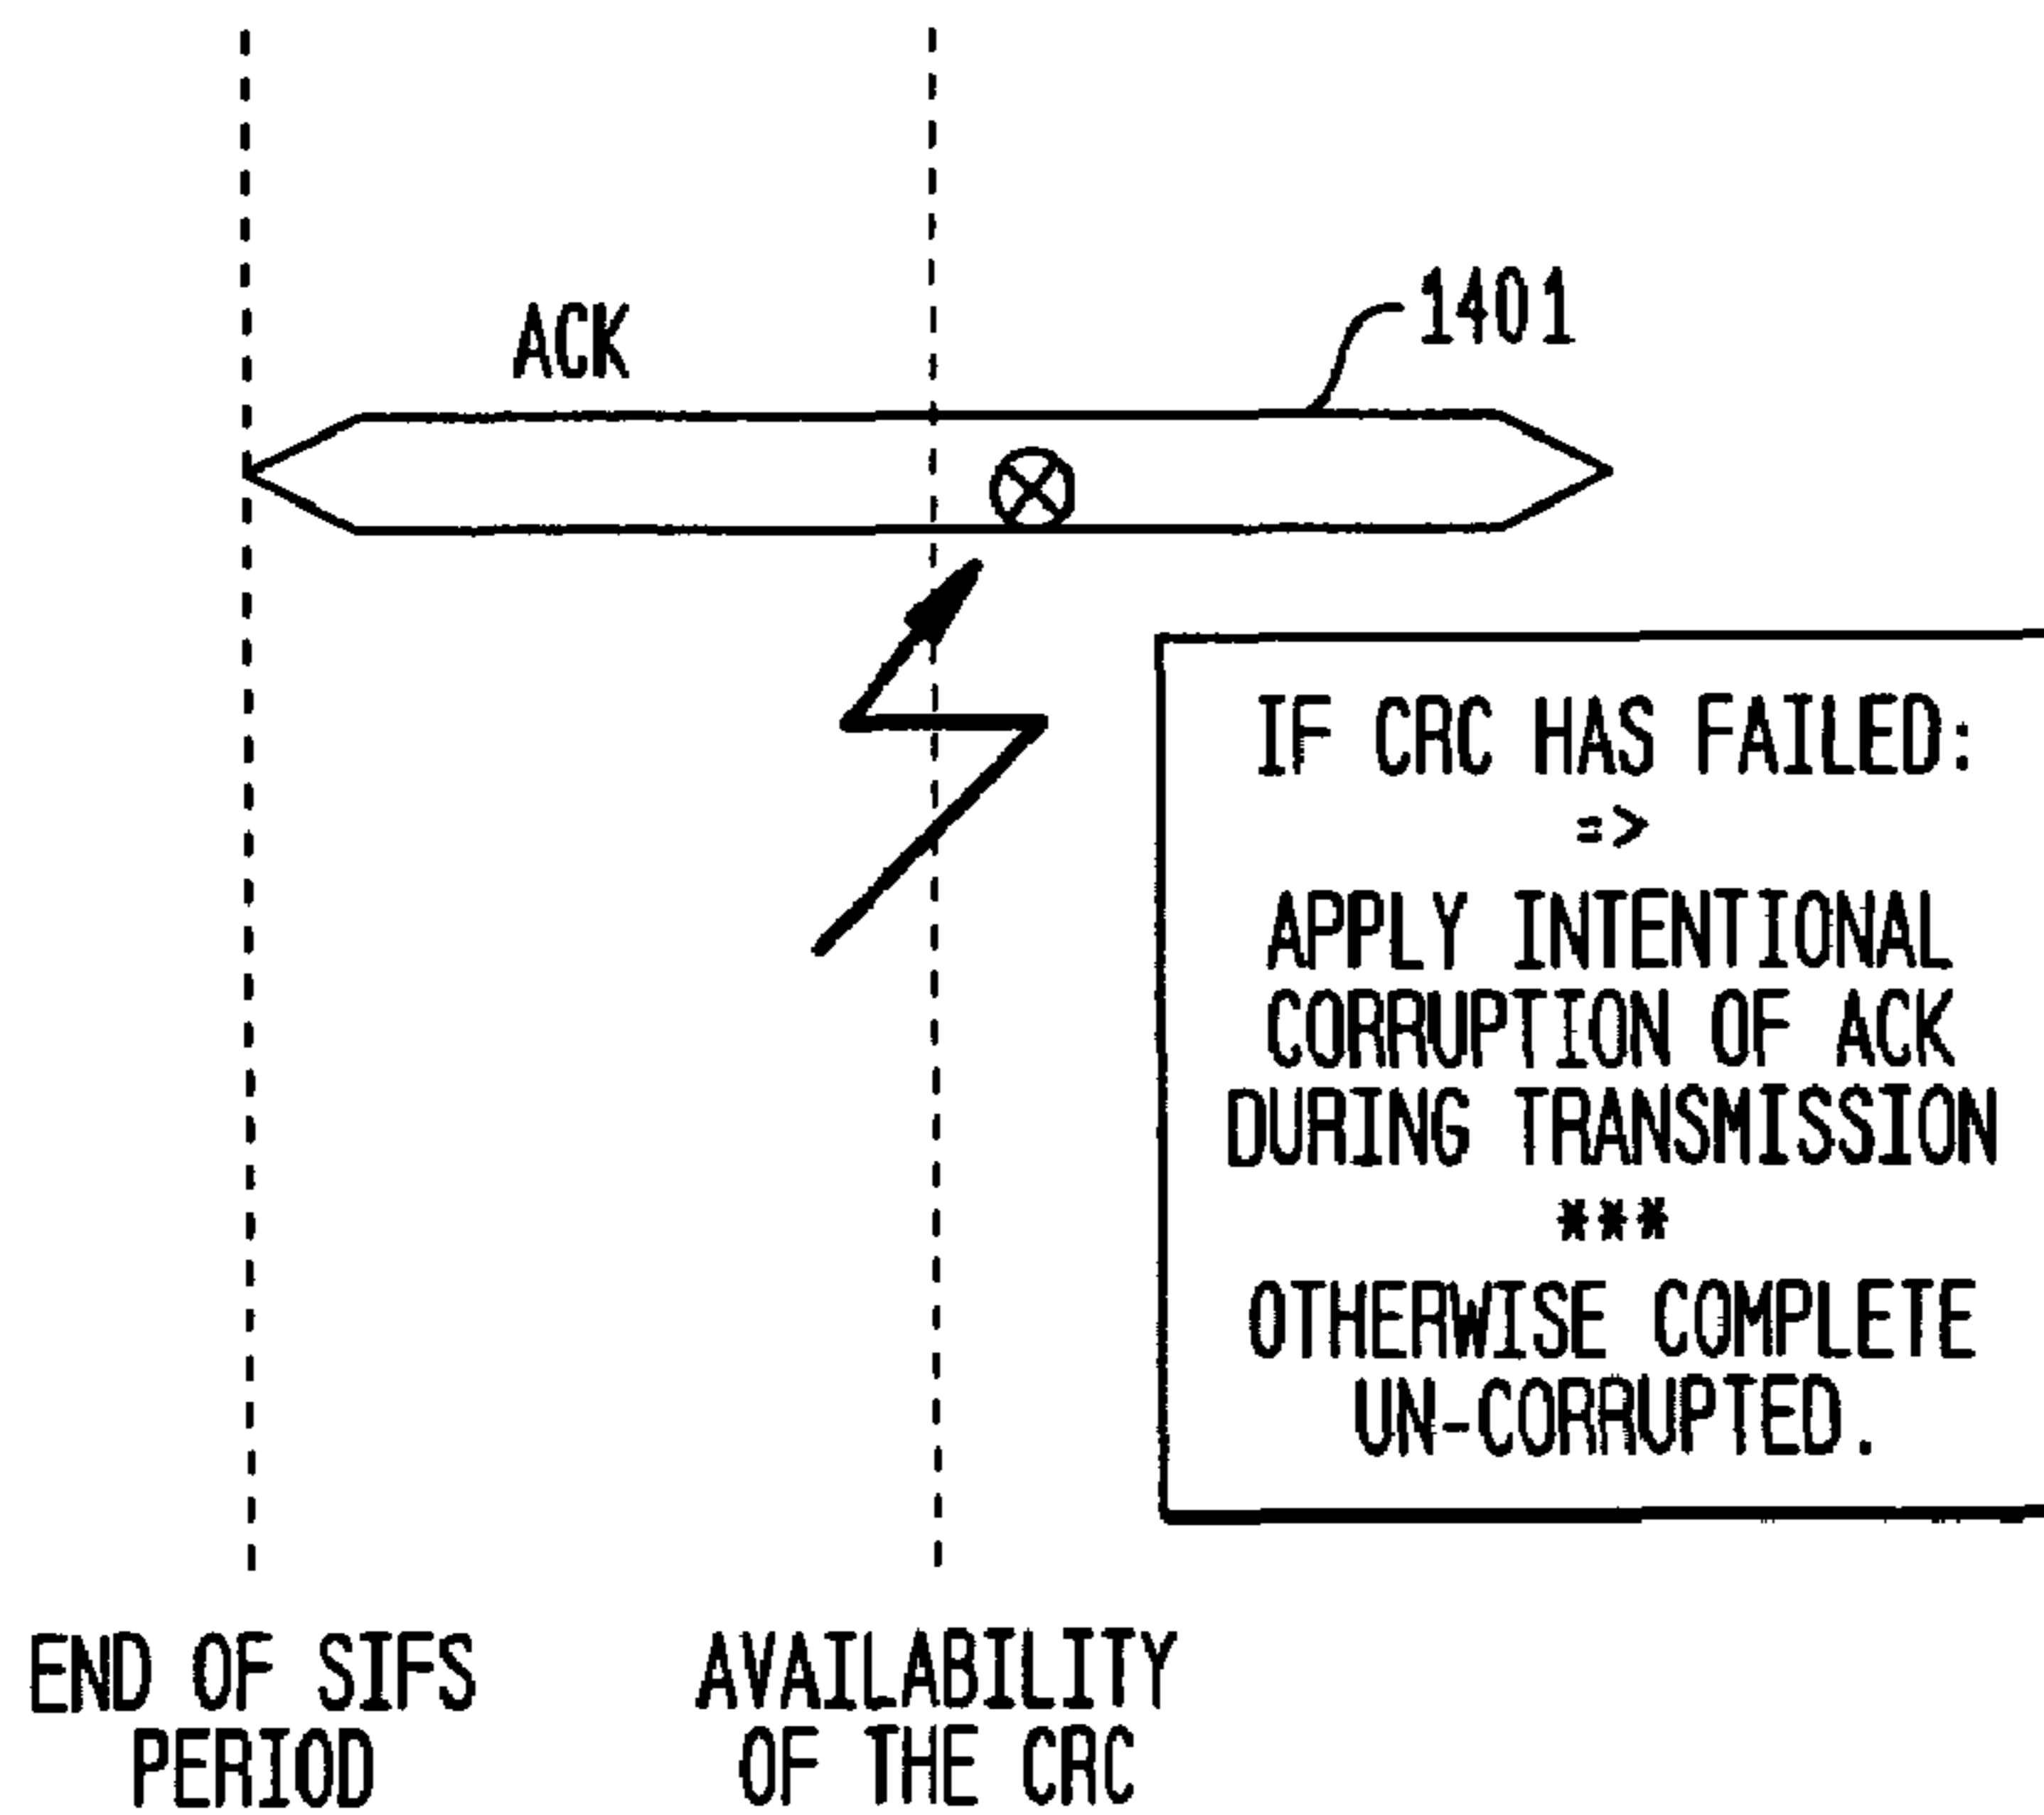 1401
ACK
IF CRC HAS FAILED:
=>
APPLY INTENTIONAL
CORRUPTION OF ACK
DURING TRANSMISSION
***
OTHERWISE COMPLETE
UN-CORRUPTED.
END OF SIFS
PERIOD
AVAILABILITY
OF THE CRC